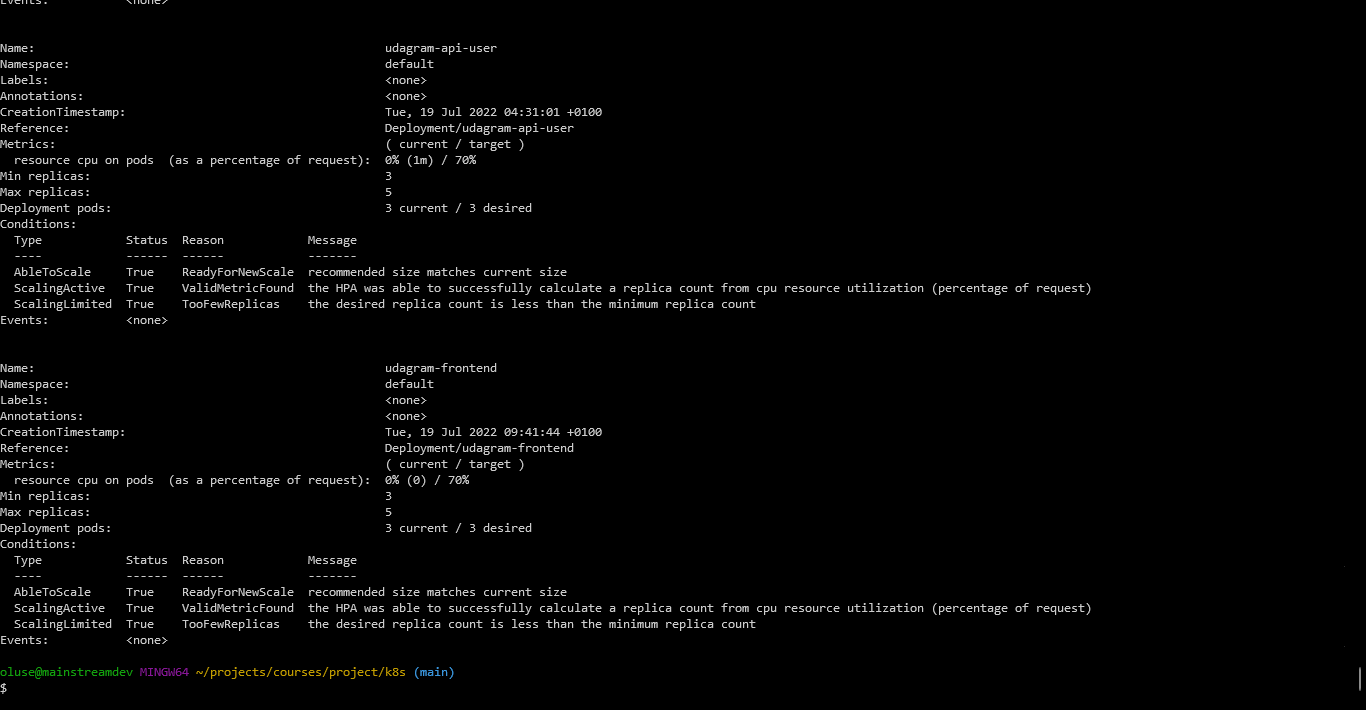 Events:           <none>
Name:                                                  udagram-api-user
Namespace:                                             default
Labels:                                                <none>
Annotations:                                           <none>
CreationTimestamp:                                     Tue, 19 Jul 2022 04:31:01 +0100
Reference:                                             Deployment/udagram-api-user
Metrics:                                               ( current / target )
  resource cpu on pods  (as a percentage of request):  0% (1m) / 70%
Min replicas:                                          3
Max replicas:                                          5
Deployment pods:                                       3 current / 3 desired
Conditions:
  Type            Status  Reason            Message
  ----            ------  ------            -------
  AbleToScale     True    ReadyForNewScale  recommended size matches current size
  ScalingActive   True    ValidMetricFound  the HPA was able to successfully calculate a replica count from cpu resource utilization (percentage of request)
  ScalingLimited  True    TooFewReplicas    the desired replica count is less than the minimum replica count
Events:           <none>
Name:                                                  udagram-frontend
Namespace:                                             default
Labels:                                                <none>
Annotations:                                           <none>
CreationTimestamp:                                     Tue, 19 Jul 2022 09:41:44 +0100
Reference:                                             Deployment/udagram-frontend
Metrics:                                               ( current / target )
  resource cpu on pods  (as a percentage of request):  0% (0) / 70%
Min replicas:                                          3
Max replicas:                                          5
Deployment pods:                                       3 current / 3 desired
Conditions:
  Type            Status  Reason            Message
  ----            ------  ------            -------
  AbleToScale     True    ReadyForNewScale  recommended size matches current size
  ScalingActive   True    ValidMetricFound  the HPA was able to successfully calculate a replica count from cpu resource utilization (percentage of request)
  ScalingLimited  True    TooFewReplicas    the desired replica count is less than the minimum replica count
Events:           <none>
oluse@mainstreamdev MINGW64 ~/projects/courses/project/k8s (main)
$